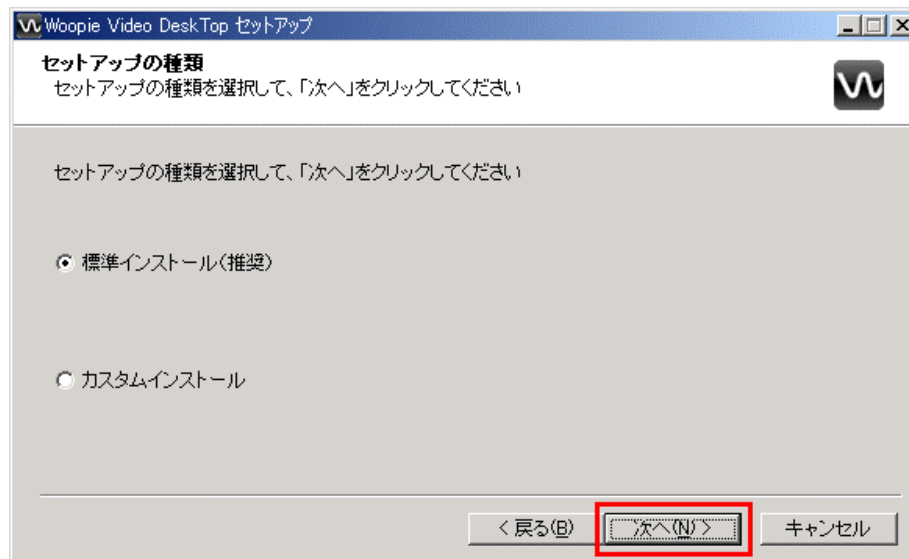 Woopie Video DeskTop セットアップ
セットアップの種類
セットアップの種類を選択して、「次へ」をクリックしてください
セットアップの種類を選択して、「次へ」をクリックしてください
標準インストール(推奨)
カスタムインストール
< 戻る(B) 次へ(N) > キャンセル